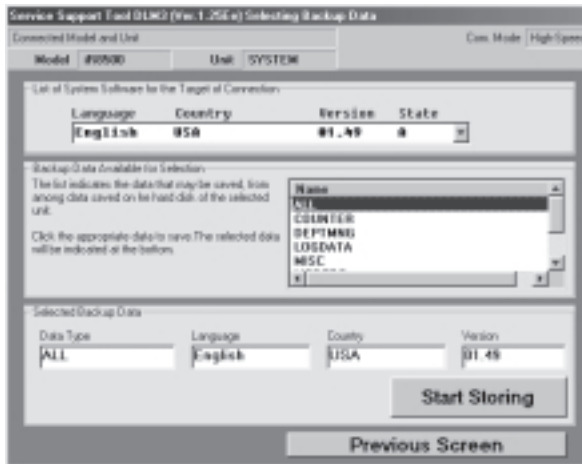 Service Support Tool DLM2 (Ver.1.25En) Selecting Backup Data
Connected Model and Unit
Com. Mode High-Speed
Model Unit SYSTEM
List of System Software for the Target of Connection
Language Country Version State
English USA 01.49 A
Backup Data Available for Selection
The list indicates the data that may be saved, from
among data saved on he hard disk of the selected
unit.
Click the appropriate data to save.The selected data
will be indicated at the bottom.
Name
ALL
COUNTER
DEPTMNG
LOGDATA
MISC
Selected Backup Data
Data Type Language Country Version
ALL English USA 01.49
Start Storing
Previous Screen